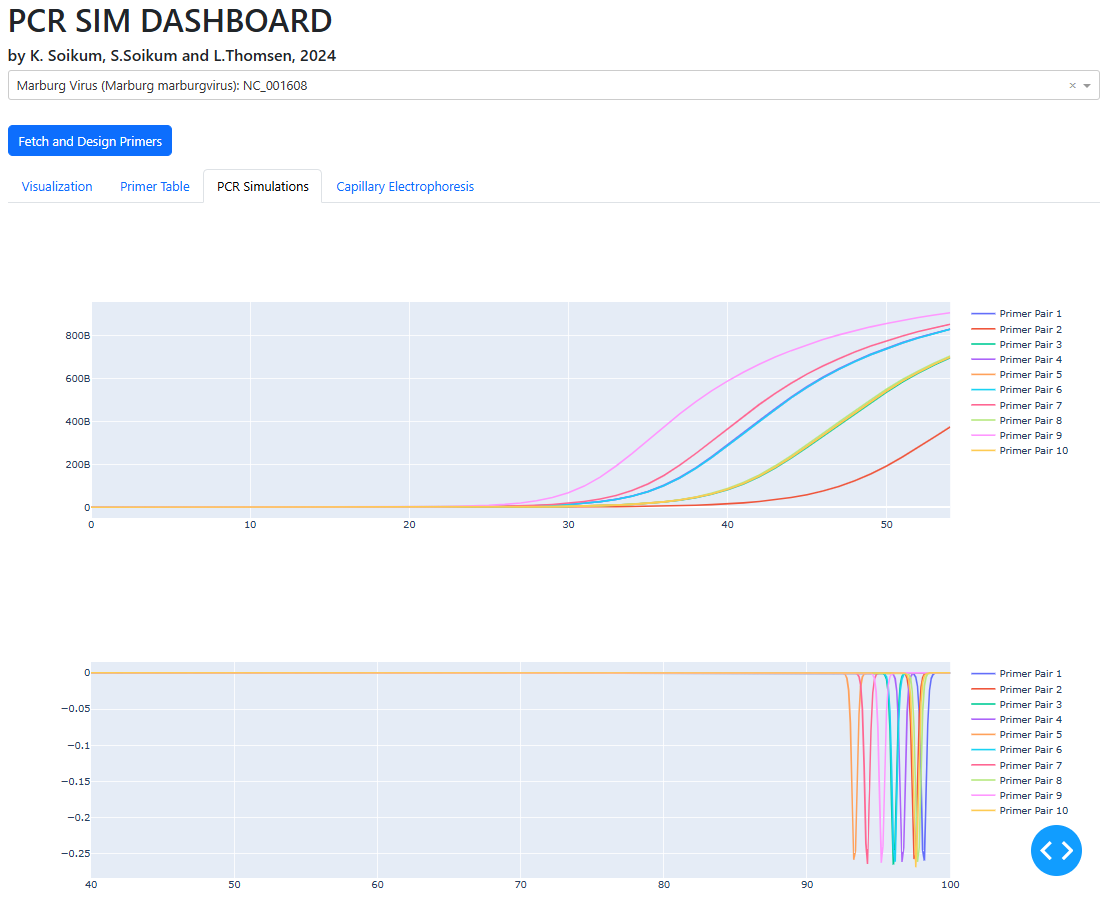 PCR SIM DASHBOARD
by K. Soikum, S.Soikum and L.Thomsen, 2024
Marburg Virus (Marburg marburgvirus): NC_001608
× 
Fetch and Design Primers
Visualization Primer Table PCR Simulations Capillary Electrophoresis
800B
600B
400B
200B
0
0 10 20 30 40 50
Primer Pair 1
Primer Pair 2
Primer Pair 3
Primer Pair 4
Primer Pair 5
Primer Pair 6
Primer Pair 7
Primer Pair 8
Primer Pair 9
Primer Pair 10
0
−0.05
−0.1
−0.15
−0.2
−0.25
40 50 60 70 80 90 100
Primer Pair 1
Primer Pair 2
Primer Pair 3
Primer Pair 4
Primer Pair 5
Primer Pair 6
Primer Pair 7
Primer Pair 8
Primer Pair 9
Primer Pair 10